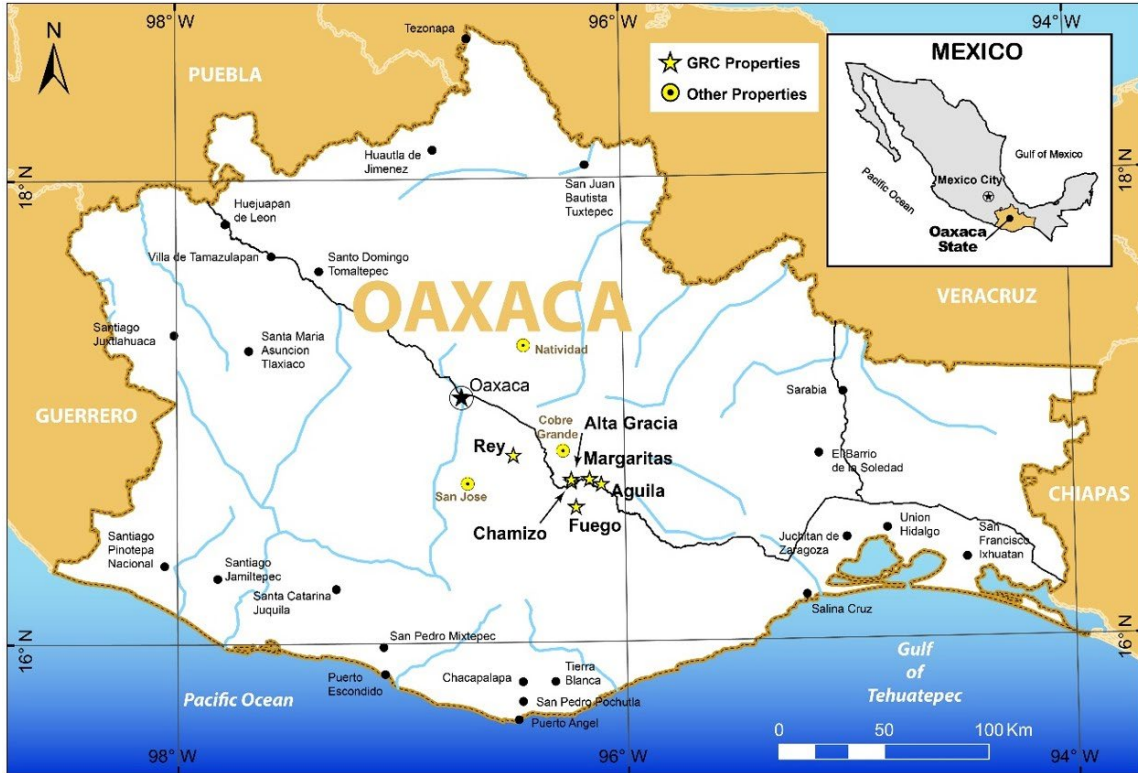 98° W
96° W
94° W
N
Tezonapa
PUEBLA
GRC Properties
Other Properties
MEXICO
Gulf of Mexico
Mexico City
Pacific Ocean
Oaxaca
State
Huautla de
Jimenez
San Juan
Bautista
Tuxtepec
18° N
18° N
Huejuapan
de Leon
Villa de Tamazulapan
Santo Domingo
Tomaltepec
OAXACA
VERACRUZ
Santiago
Juxtlahuaca
Santa Maria
Asuncion
Tlaxiaco
Natividad
Oaxaca
Sarabia
GUERRERO
Cobre
Grande
Alta Gracia
Rey
Margaritas
El Barrio
de la Soledad
San Jose
Aguila
CHIAPAS
Chamizo
Fuego
Santiago
Pinotepa
Nacional
Santiago
Jamiltepec
Santa Catarina
Juquila
Juchitan de
Zaragoza
Union
Hidalgo
San
Francisco
Ixhuatan
Salina Cruz
16° N
16° N
San Pedro Mixtepec
Puerto
Escondido
Chacapalapa
Tierra
Blanca
San Pedro Pochutla
Puerto Angel
Pacific Ocean
Gulf
of
Tehuatepec
0 50 100 Km
98° W
96° W
94° W